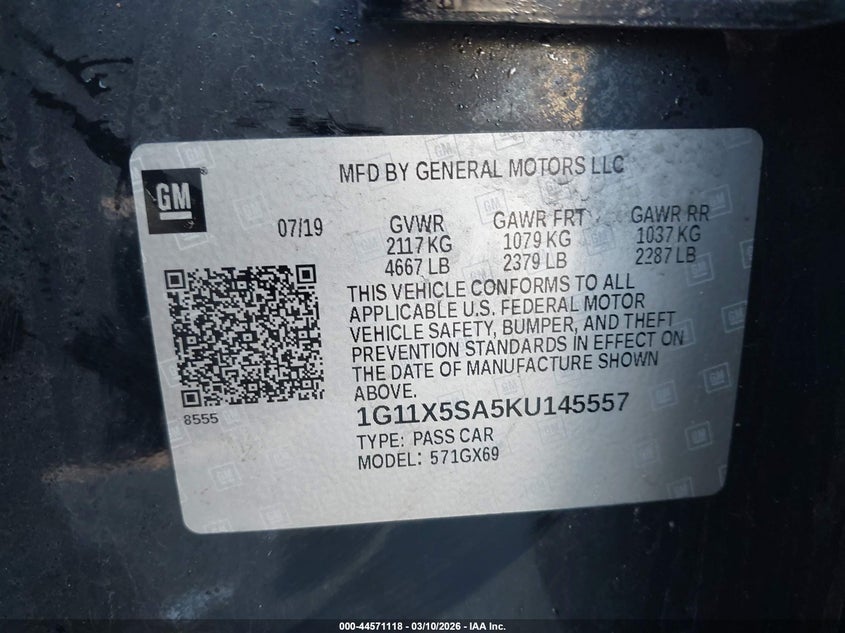 GM
MFD BY GENERAL MOTORS LLC
07/19
GVWR
2117 KG
4667 LB
GAWR FRT
1079 KG
2379 LB
GAWR RR
1037 KG
2287 LB
THIS VEHICLE CONFORMS TO ALL
APPLICABLE U.S. FEDERAL MOTOR
VEHICLE SAFETY, BUMPER, AND THEFT
PREVENTION STANDARDS IN EFFECT ON
THE DATE OF MANUFACTURE SHOWN
ABOVE.
8555
1G11X5SA5KU145557
TYPE: PASS CAR
MODEL: 571GX69
000-44571118 - 03/10/2026 - IAA Inc.